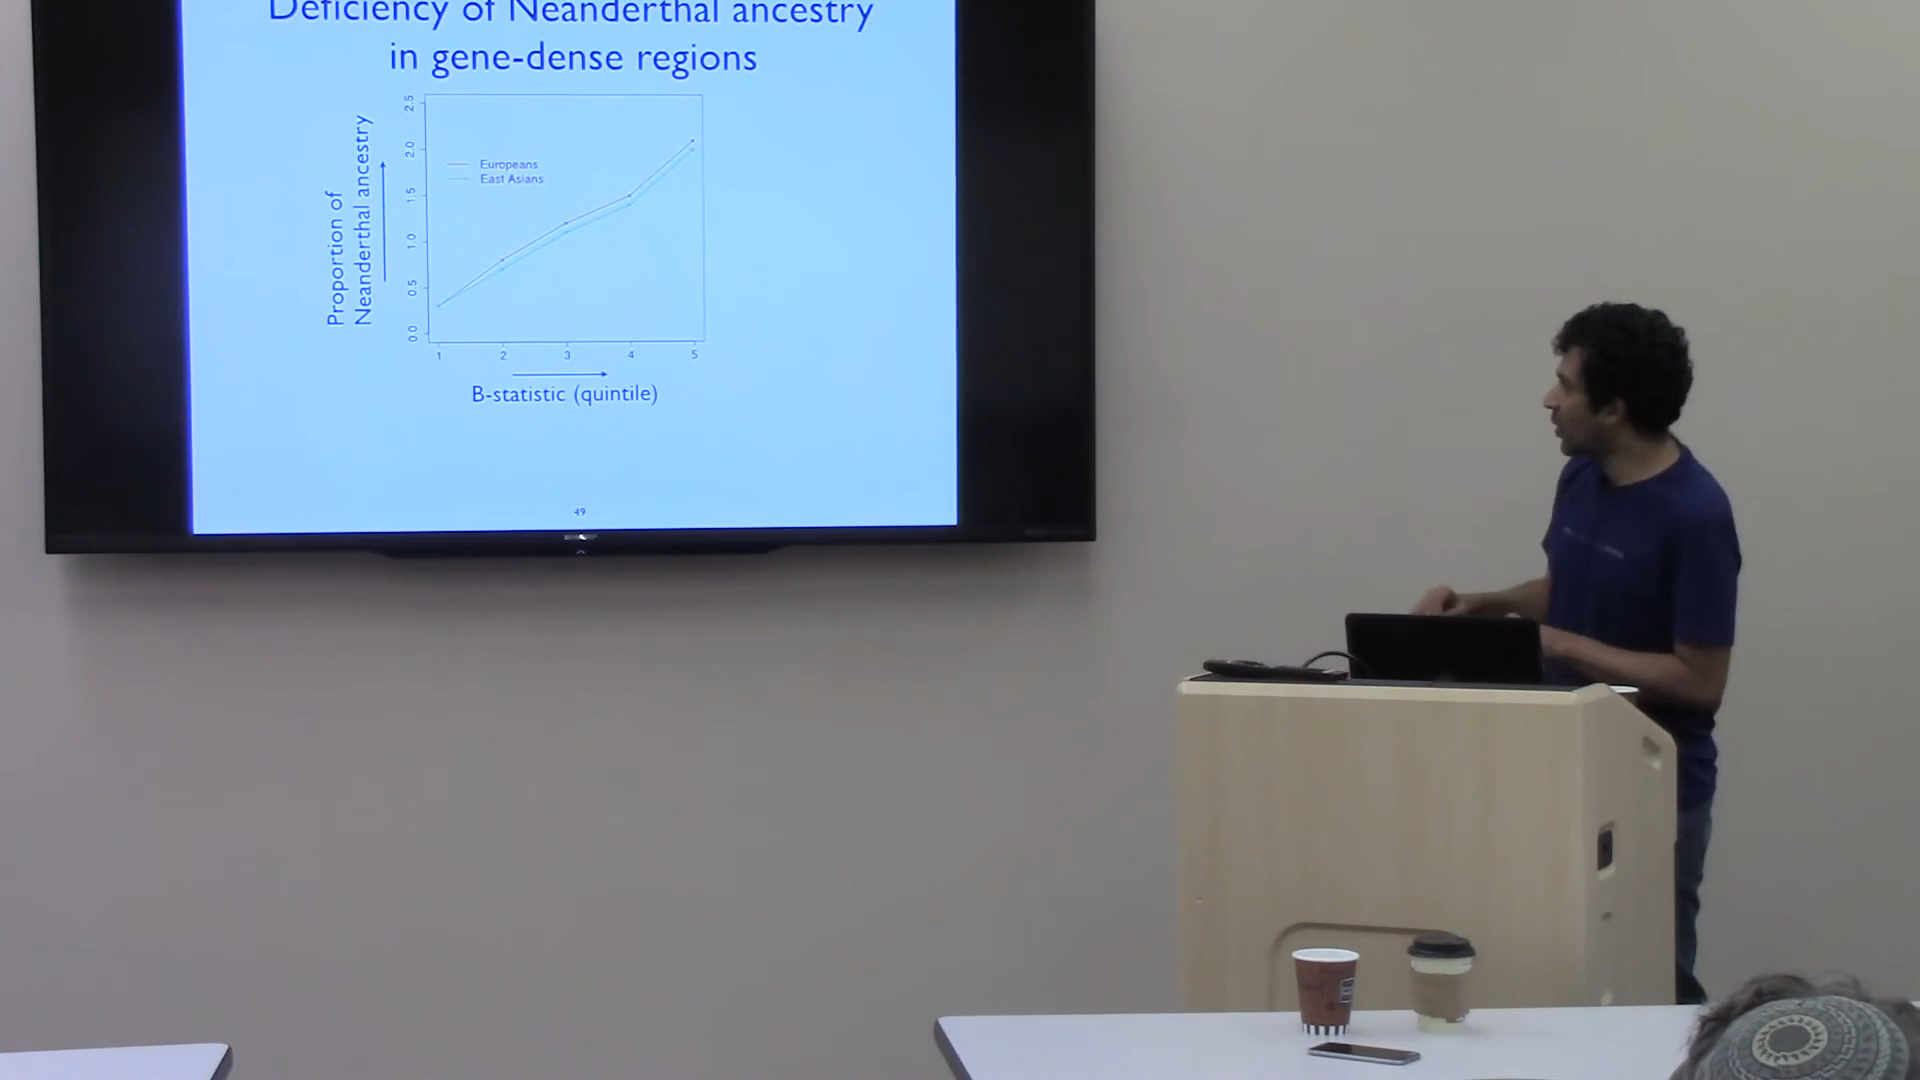 Deficiency of Neanderthal ancestry
in gene-dense regions
Proportion of
Neanderthal ancestry
2.5
2.0
1.5
1.0
0.5
0.0
Europeans
East Asians
1 2 3 4 5
B-statistic (quintile)
49